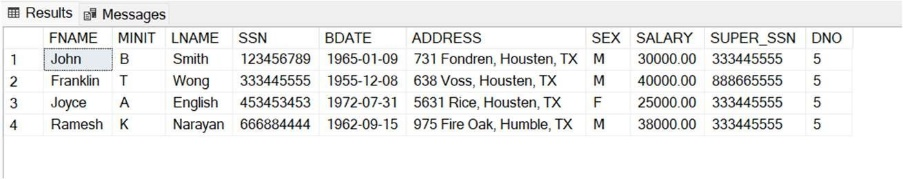 Results Messages
FNAME MINIT LNAME SSN BDATE ADDRESS SEX SALARY SUPER_SSN DNO
1 John B Smith 123456789 1965-01-09 731 Fondren, Housten, TX M 30000.00 333445555 5
2 Franklin T Wong 333445555 1955-12-08 638 Voss, Housten, TX M 40000.00 888665555 5
3 Joyce A English 453453453 1972-07-31 5631 Rice, Housten, TX F 25000.00 333445555 5
4 Ramesh K Narayan 666884444 1962-09-15 975 Fire Oak, Humble, TX M 38000.00 333445555 5